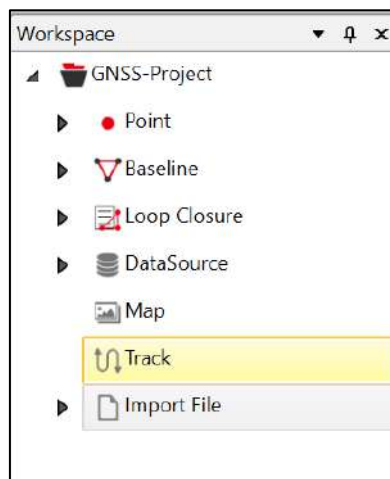 Workspace
GNSS-Project
Point
Baseline
Loop Closure
DataSource
Map
Track
Import File